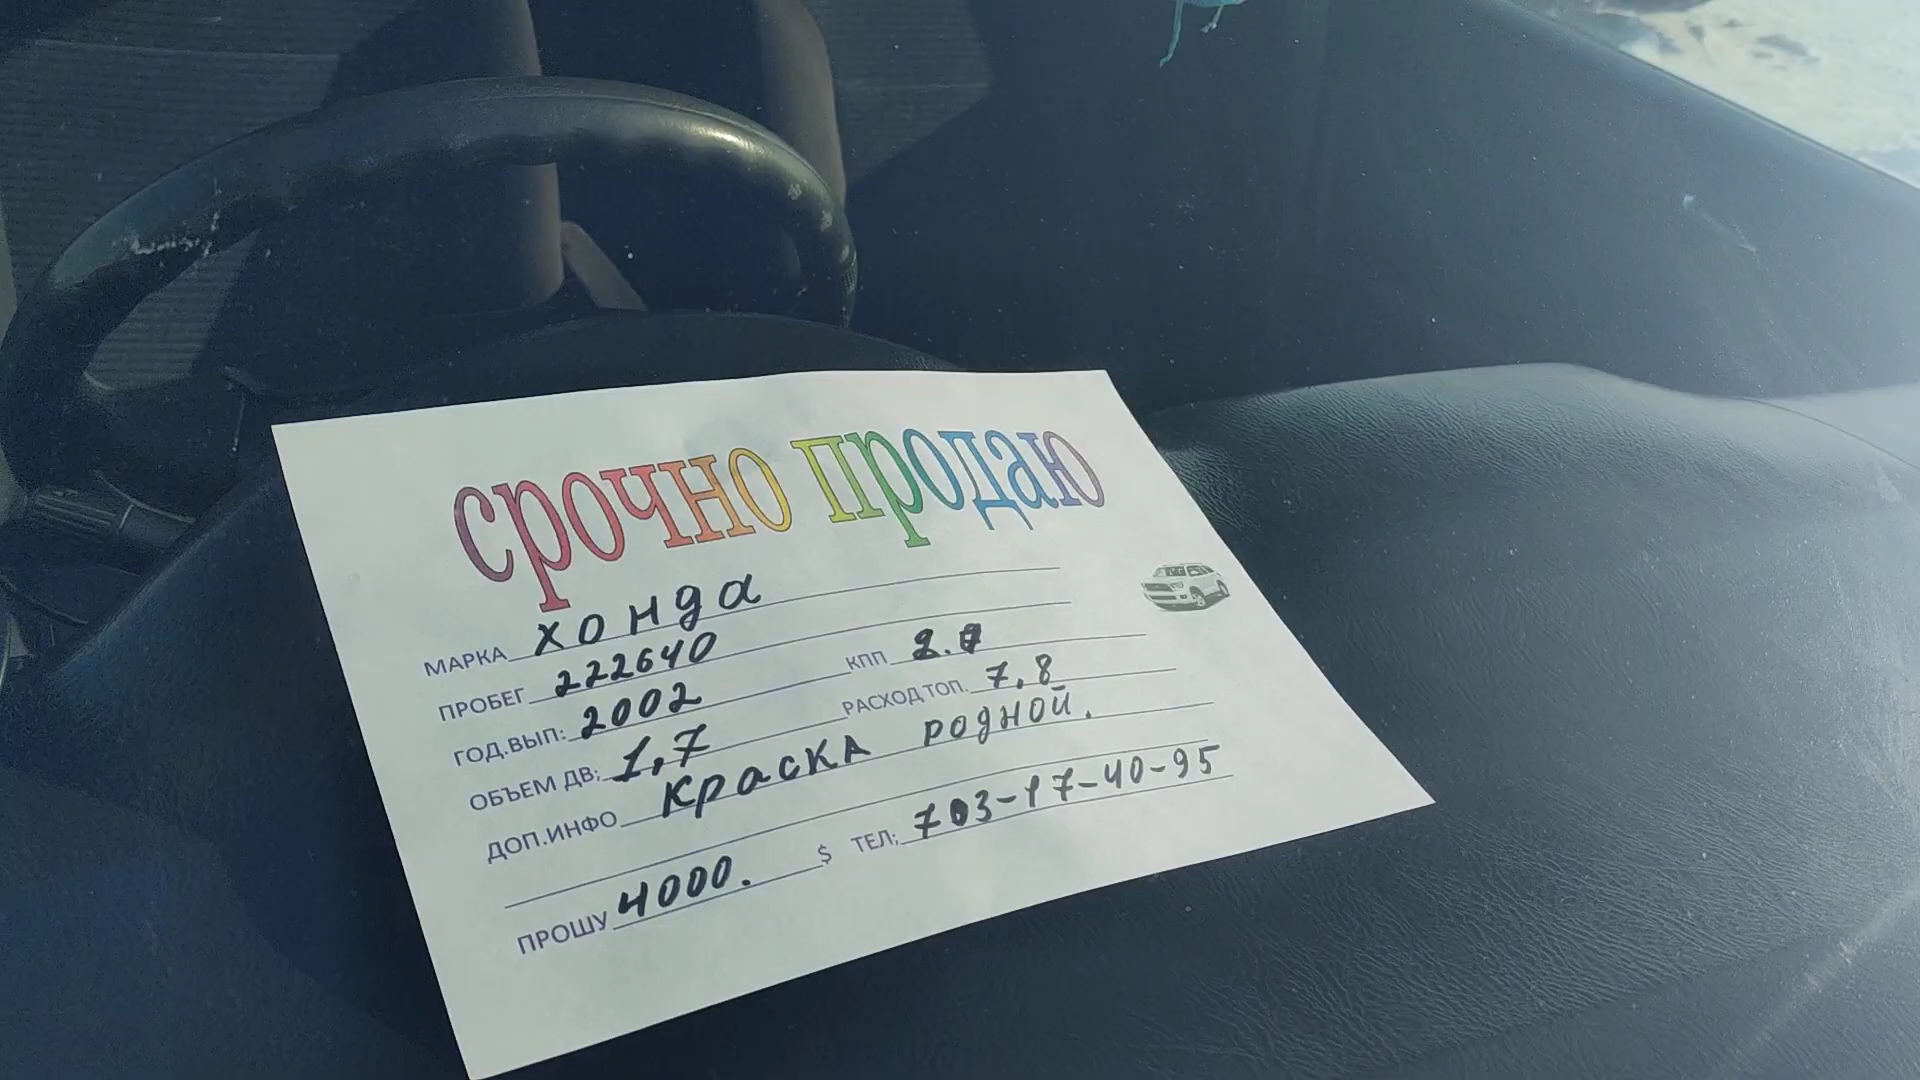 срочно продаю
МАРКА хонда
ПРОБЕГ 222640
ГОД.ВЫП: 2002 КПП
ОБЪЕМ ДВ; 1,7 РАСХОД ТОП. 7,8
ДОП.ИНФО краска родной.
ПРОШУ 4000. $ ТЕЛ; 703-17-40-95